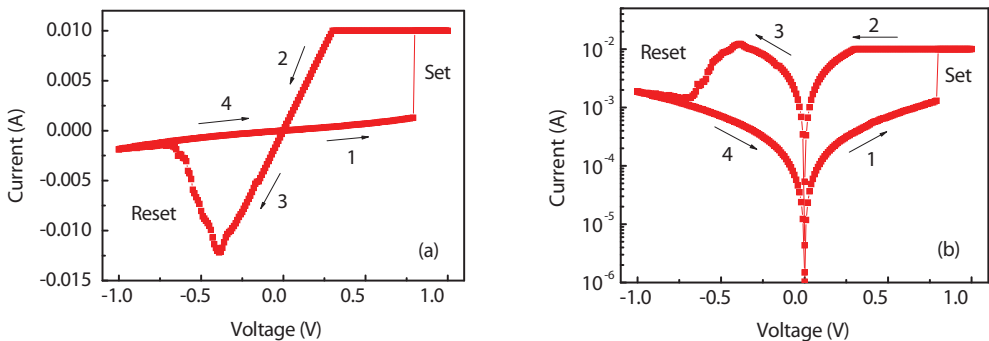 0.010
0.005
0.000
-0.005
-0.010
-0.015
Current (A)
2
Set
4
1
3
Reset
(a)
-1.0 -0.5 0.0 0.5 1.0
Voltage (V)
10-1
10-2
10-3
10-4
10-5
10-6
Current (A)
Reset
3
2
Set
4
1
(b)
-1.0 -0.5 0.0 0.5 1.0
Voltage (V)